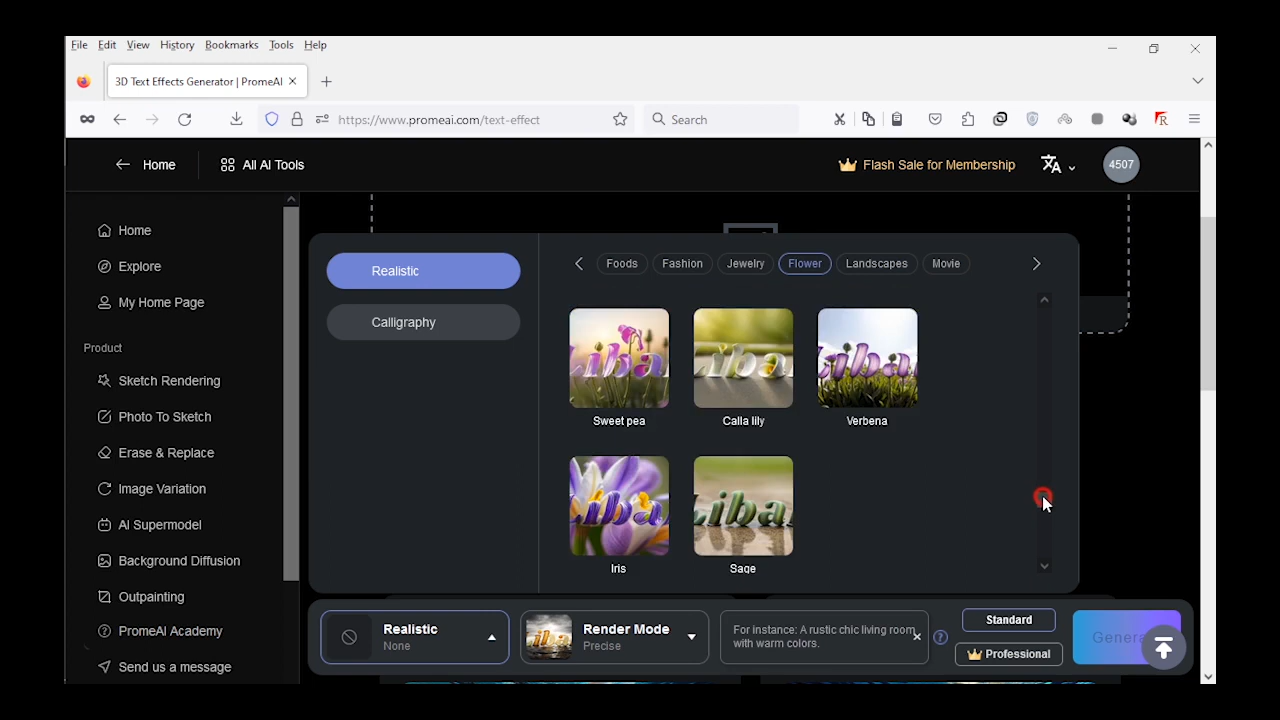 File Edit View History Bookmarks Tools Help
3D Text Effects Generator | PromeAI
https://www.promeai.com/text-effect
Search
Home
All AI Tools
Flash Sale for Membership
4507
Home
Explore
My Home Page
Product
Sketch Rendering
Photo To Sketch
Erase & Replace
Image Variation
AI Supermodel
Background Diffusion
Outpainting
PromeAI Academy
Send us a message
Realistic
Calligraphy
Foods Fashion Jewelry Flower Landscapes Movie
Sweet pea Calla lily Verbena
Iris Sage
Realistic
None
Render Mode
Precise
For instance: A rustic chic living room
with warm colors.
Standard
Professional